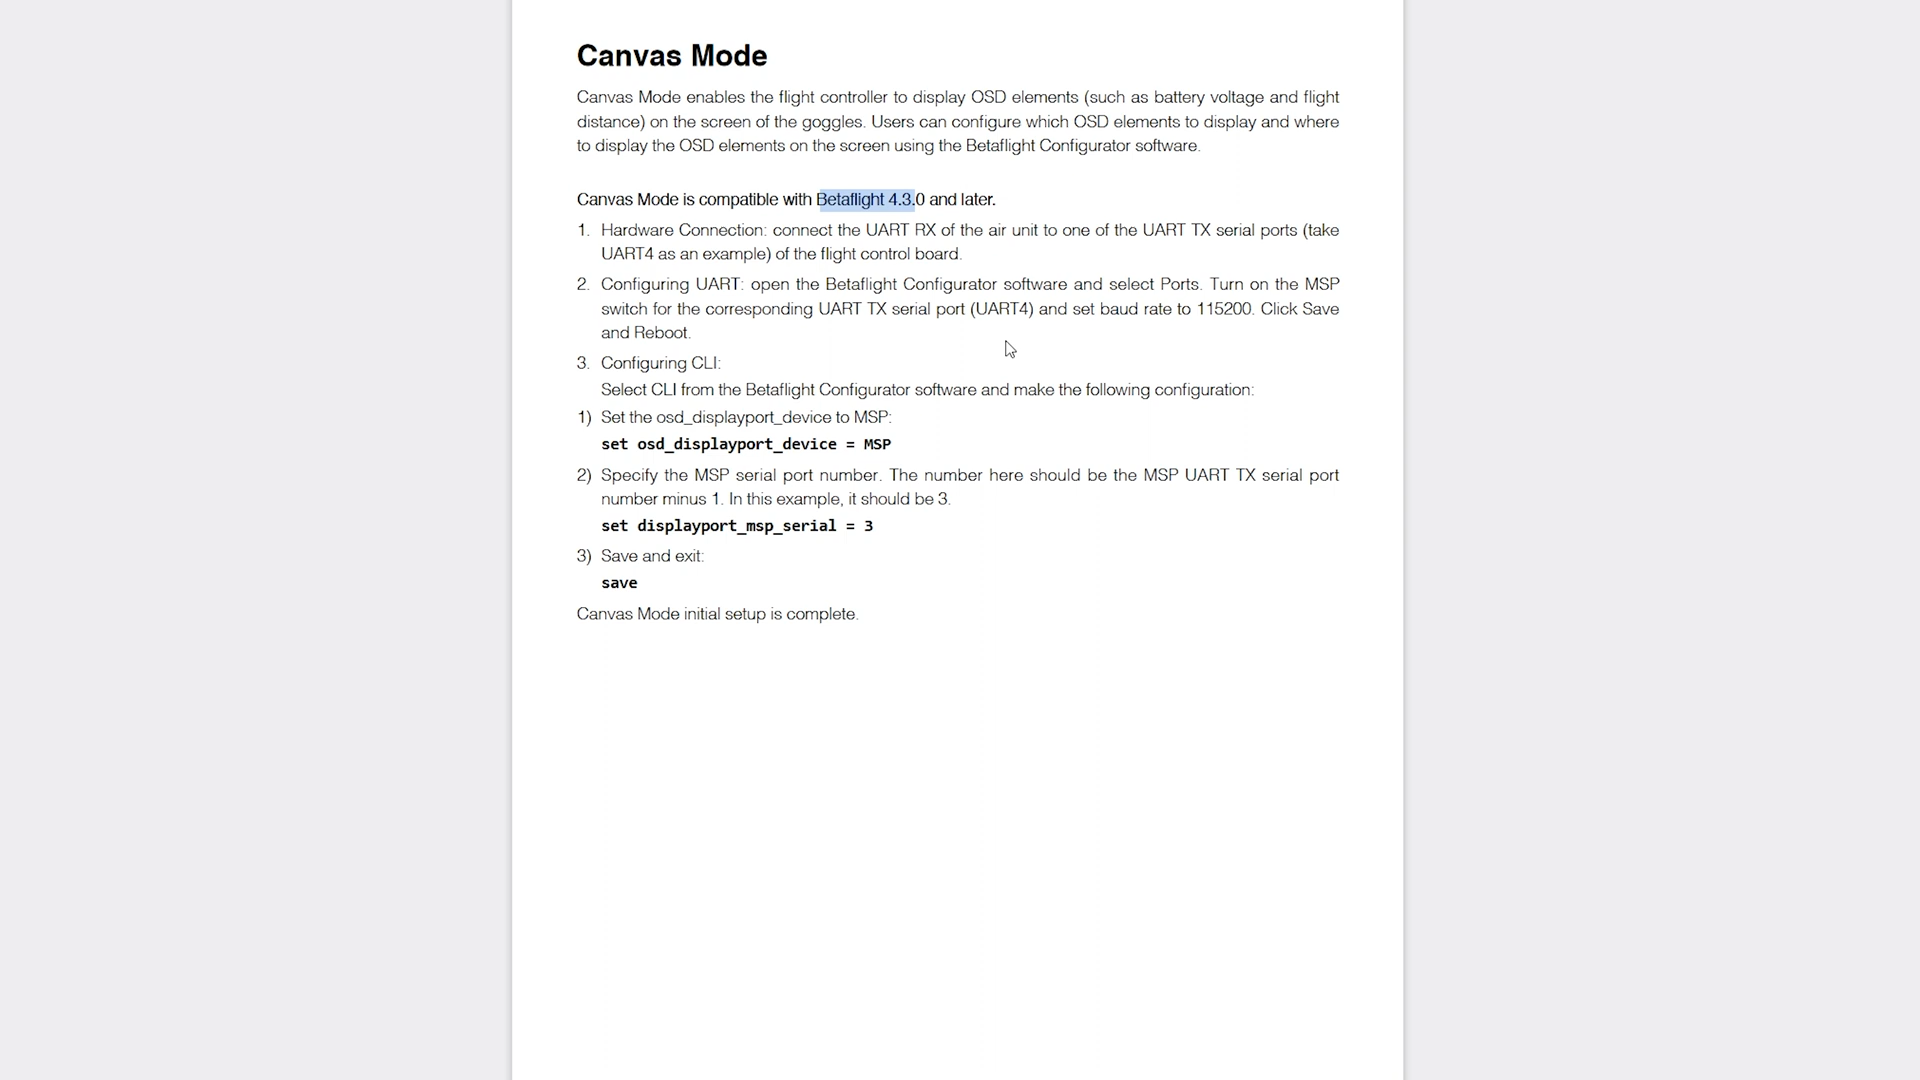 Canvas Mode
Canvas Mode enables the flight controller to display OSD elements (such as battery voltage and flight
distance) on the screen of the goggles. Users can configure which OSD elements to display and where
to display the OSD elements on the screen using the Betaflight Configurator software.
Canvas Mode is compatible with Betaflight 4.3.0 and later.
1. Hardware Connection: connect the UART RX of the air unit to one of the UART TX serial ports (take
UART4 as an example) of the flight control board.
2. Configuring UART: open the Betaflight Configurator software and select Ports. Turn on the MSP
switch for the corresponding UART TX serial port (UART4) and set baud rate to 115200. Click Save
and Reboot.
3. Configuring CLI:
Select CLI from the Betaflight Configurator software and make the following configuration:
1) Set the osd_displayport_device to MSP:
set osd_displayport_device = MSP
2) Specify the MSP serial port number. The number here should be the MSP UART TX serial port
number minus 1. In this example, it should be 3.
set displayport_msp_serial = 3
3) Save and exit:
save
Canvas Mode initial setup is complete.